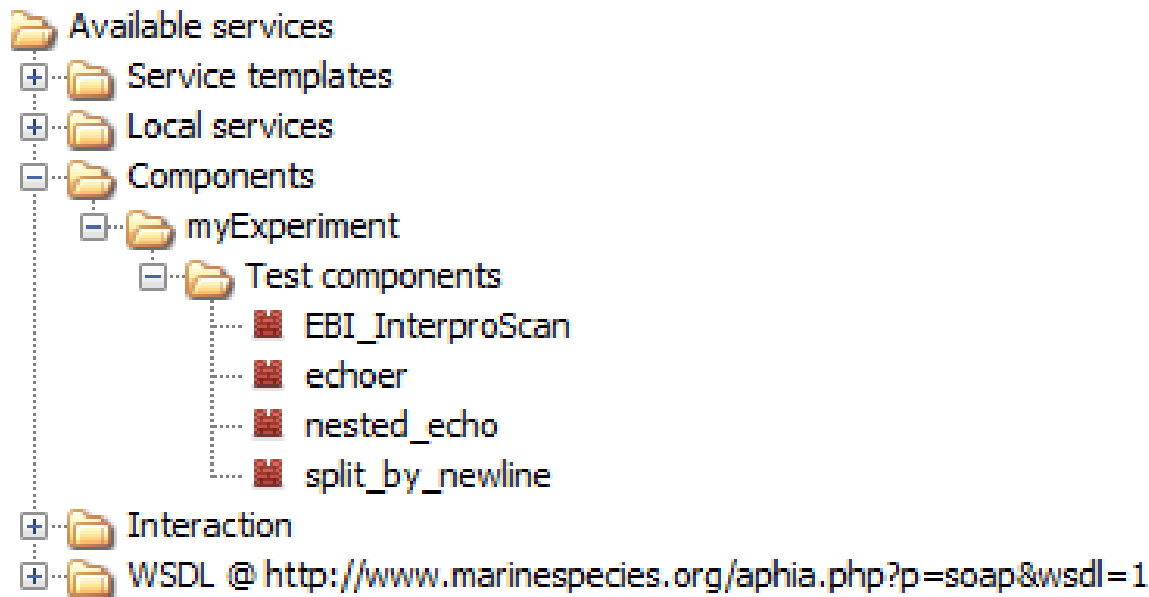 Available services
Service templates
Local services
Components
myExperiment
Test components
EBI_InterproScan
echoer
nested_echo
split_by_newline
Interaction
WSDL @ http://www.marinespecies.org/aphia.php?p=soap&wsdl=1